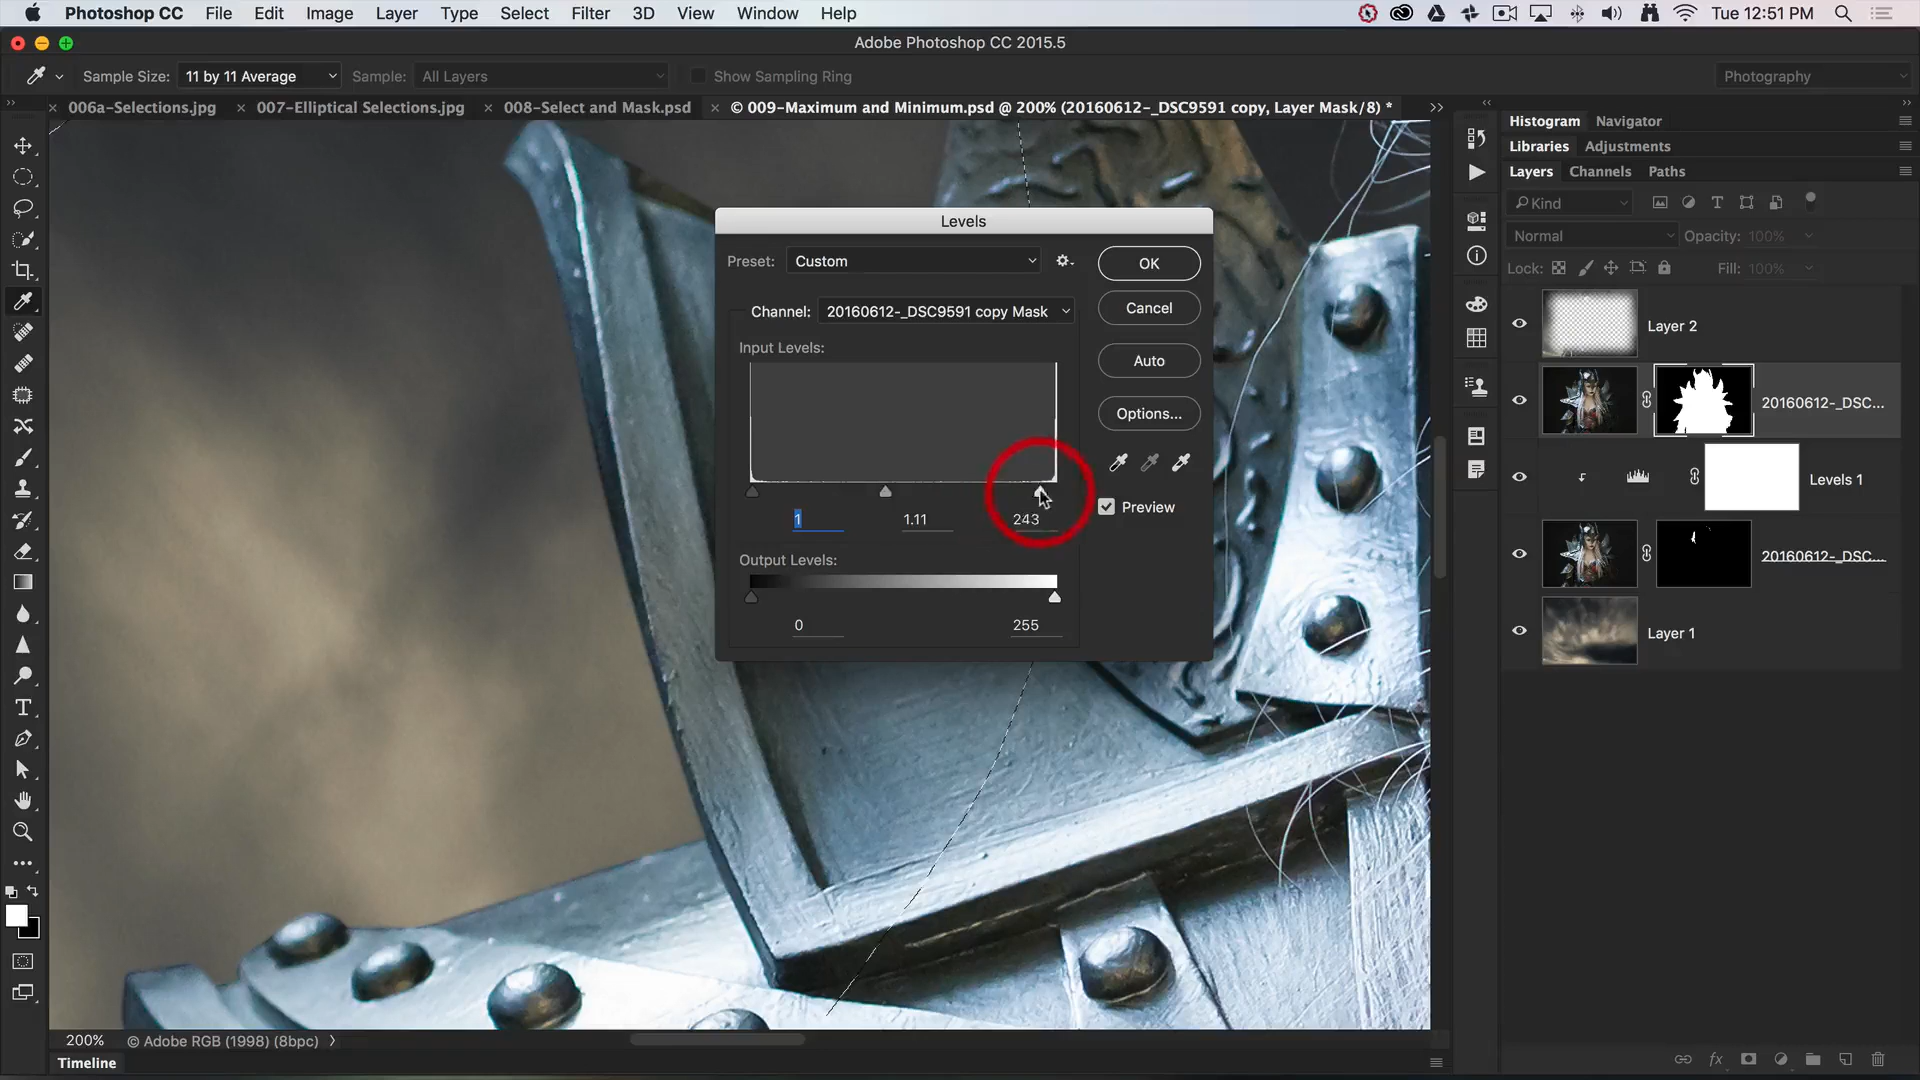 Photoshop CC File Edit Image Layer Type Select Filter 3D View Window Help Tue 12:51 PM
Adobe Photoshop CC 2015.5
Sample Size: 11 by 11 Average Sample: All Layers Show Sampling Ring Photography
006a-Selections.jpg 007-Elliptical Selections.jpg 008-Select and Mask.psd © 009-Maximum and Minimum.psd @ 200% (20160612-_DSC9591 copy, Layer Mask/8) *
Histogram Navigator
Libraries Adjustments
Layers Channels Paths
Kind
Normal Opacity: 100%
Lock: Fill: 100%
Layer 2
20160612-_DSC...
Levels 1
20160612-_DSC...
Layer 1
Levels
Preset: Custom
OK
Channel: 20160612-_DSC9591 copy Mask
Cancel
Input Levels:
Auto
Options...
Preview
1 1.11 243
Output Levels:
0 255
200% © Adobe RGB (1998) (8bpc)
Timeline
fx